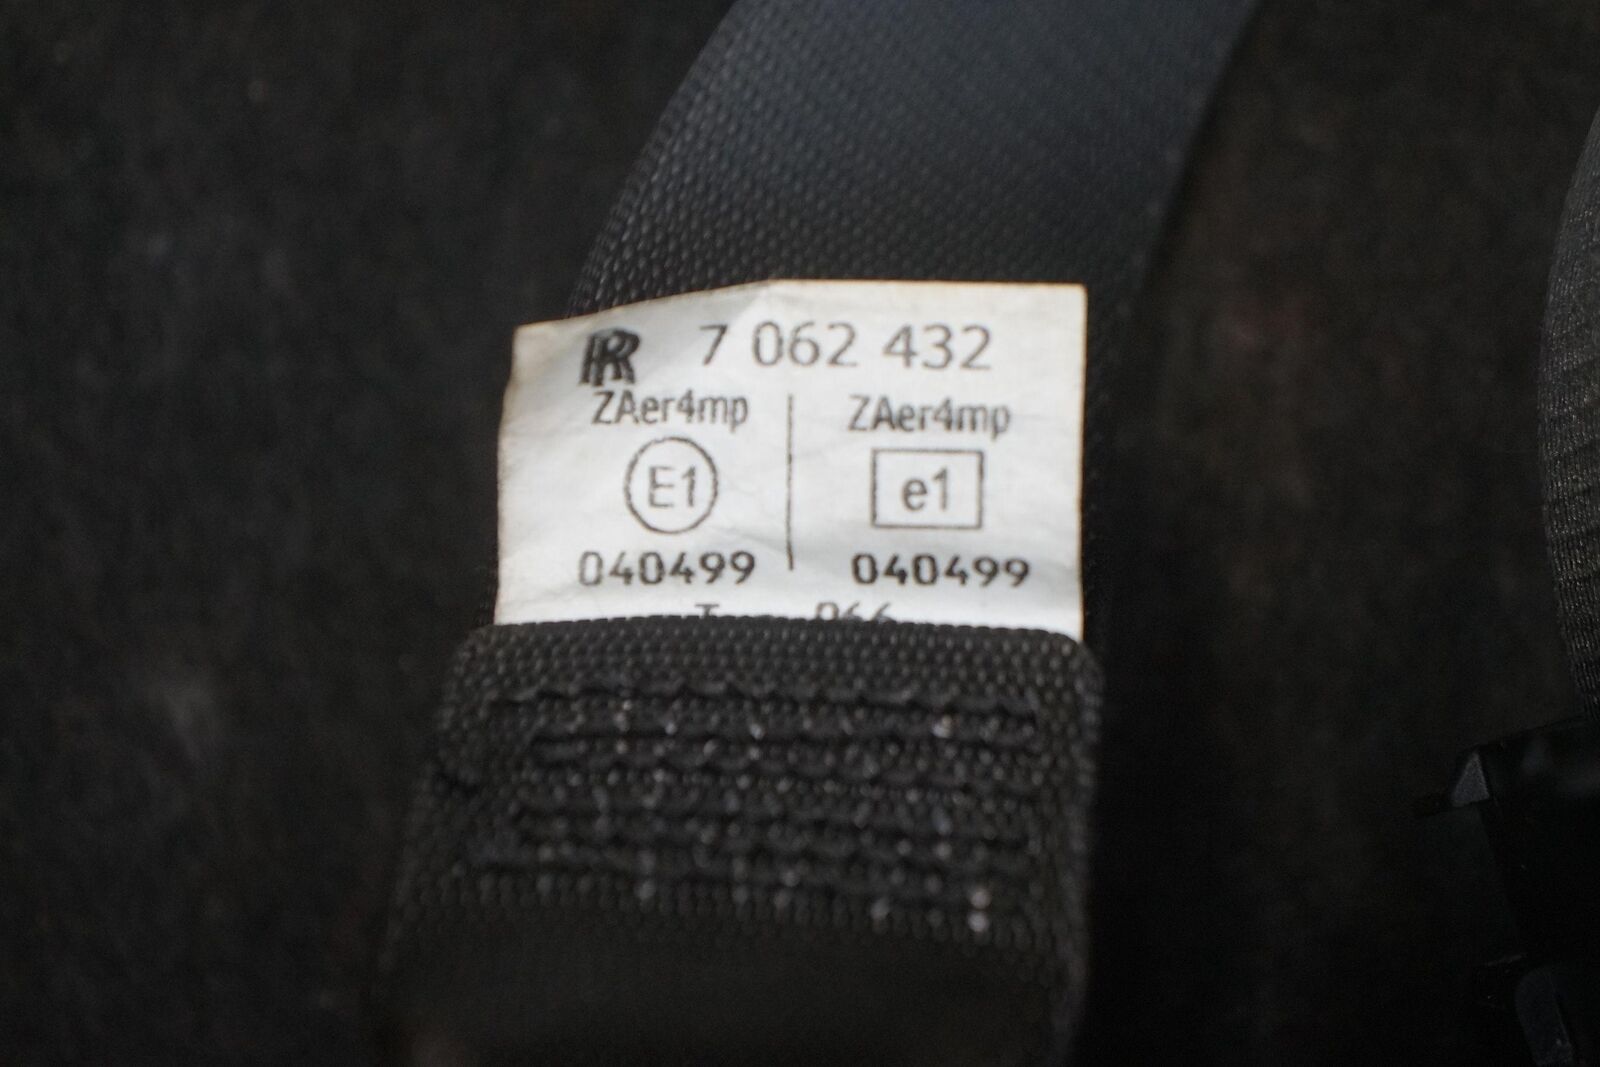 RR 7 062 432
ZAer4mp ZAer4mp
E1 e1
040499 040499